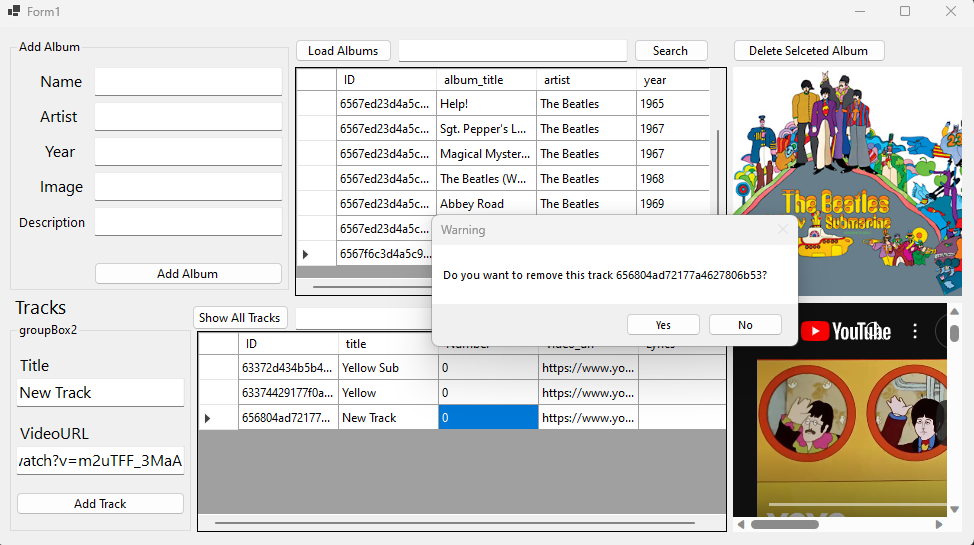 Form1
Add Album
Name
Artist
Year
Image
Description
Add Album
Load Albums
Search
Delete Selceted Album
ID album_title artist year
6567ed23d4a5c... Help! The Beatles 1965
6567ed23d4a5c... Sgt. Pepper's L... The Beatles 1967
6567ed23d4a5c... Magical Myster... The Beatles 1967
6567ed23d4a5c... The Beatles (W... The Beatles 1968
6567ed23d4a5c... Abbey Road The Beatles 1969
6567ed23d4a5c...
6567f6c3d4a5c9...
The Beatles
Submarine
Warning
Do you want to remove this track 656804ad72177a4627806b53?
Yes No
Tracks
groupBox2
Title
New Track
VideoURL
watch?v=m2uTFF_3MaA
Add Track
Show All Tracks
ID title Number video_url Lyrics
63372d434b5b4... Yellow Sub 0 https://www.yo...
63374429177f0a... Yellow 0 https://www.yo...
656804ad72177... New Track 0 https://www.yo...
YouTube